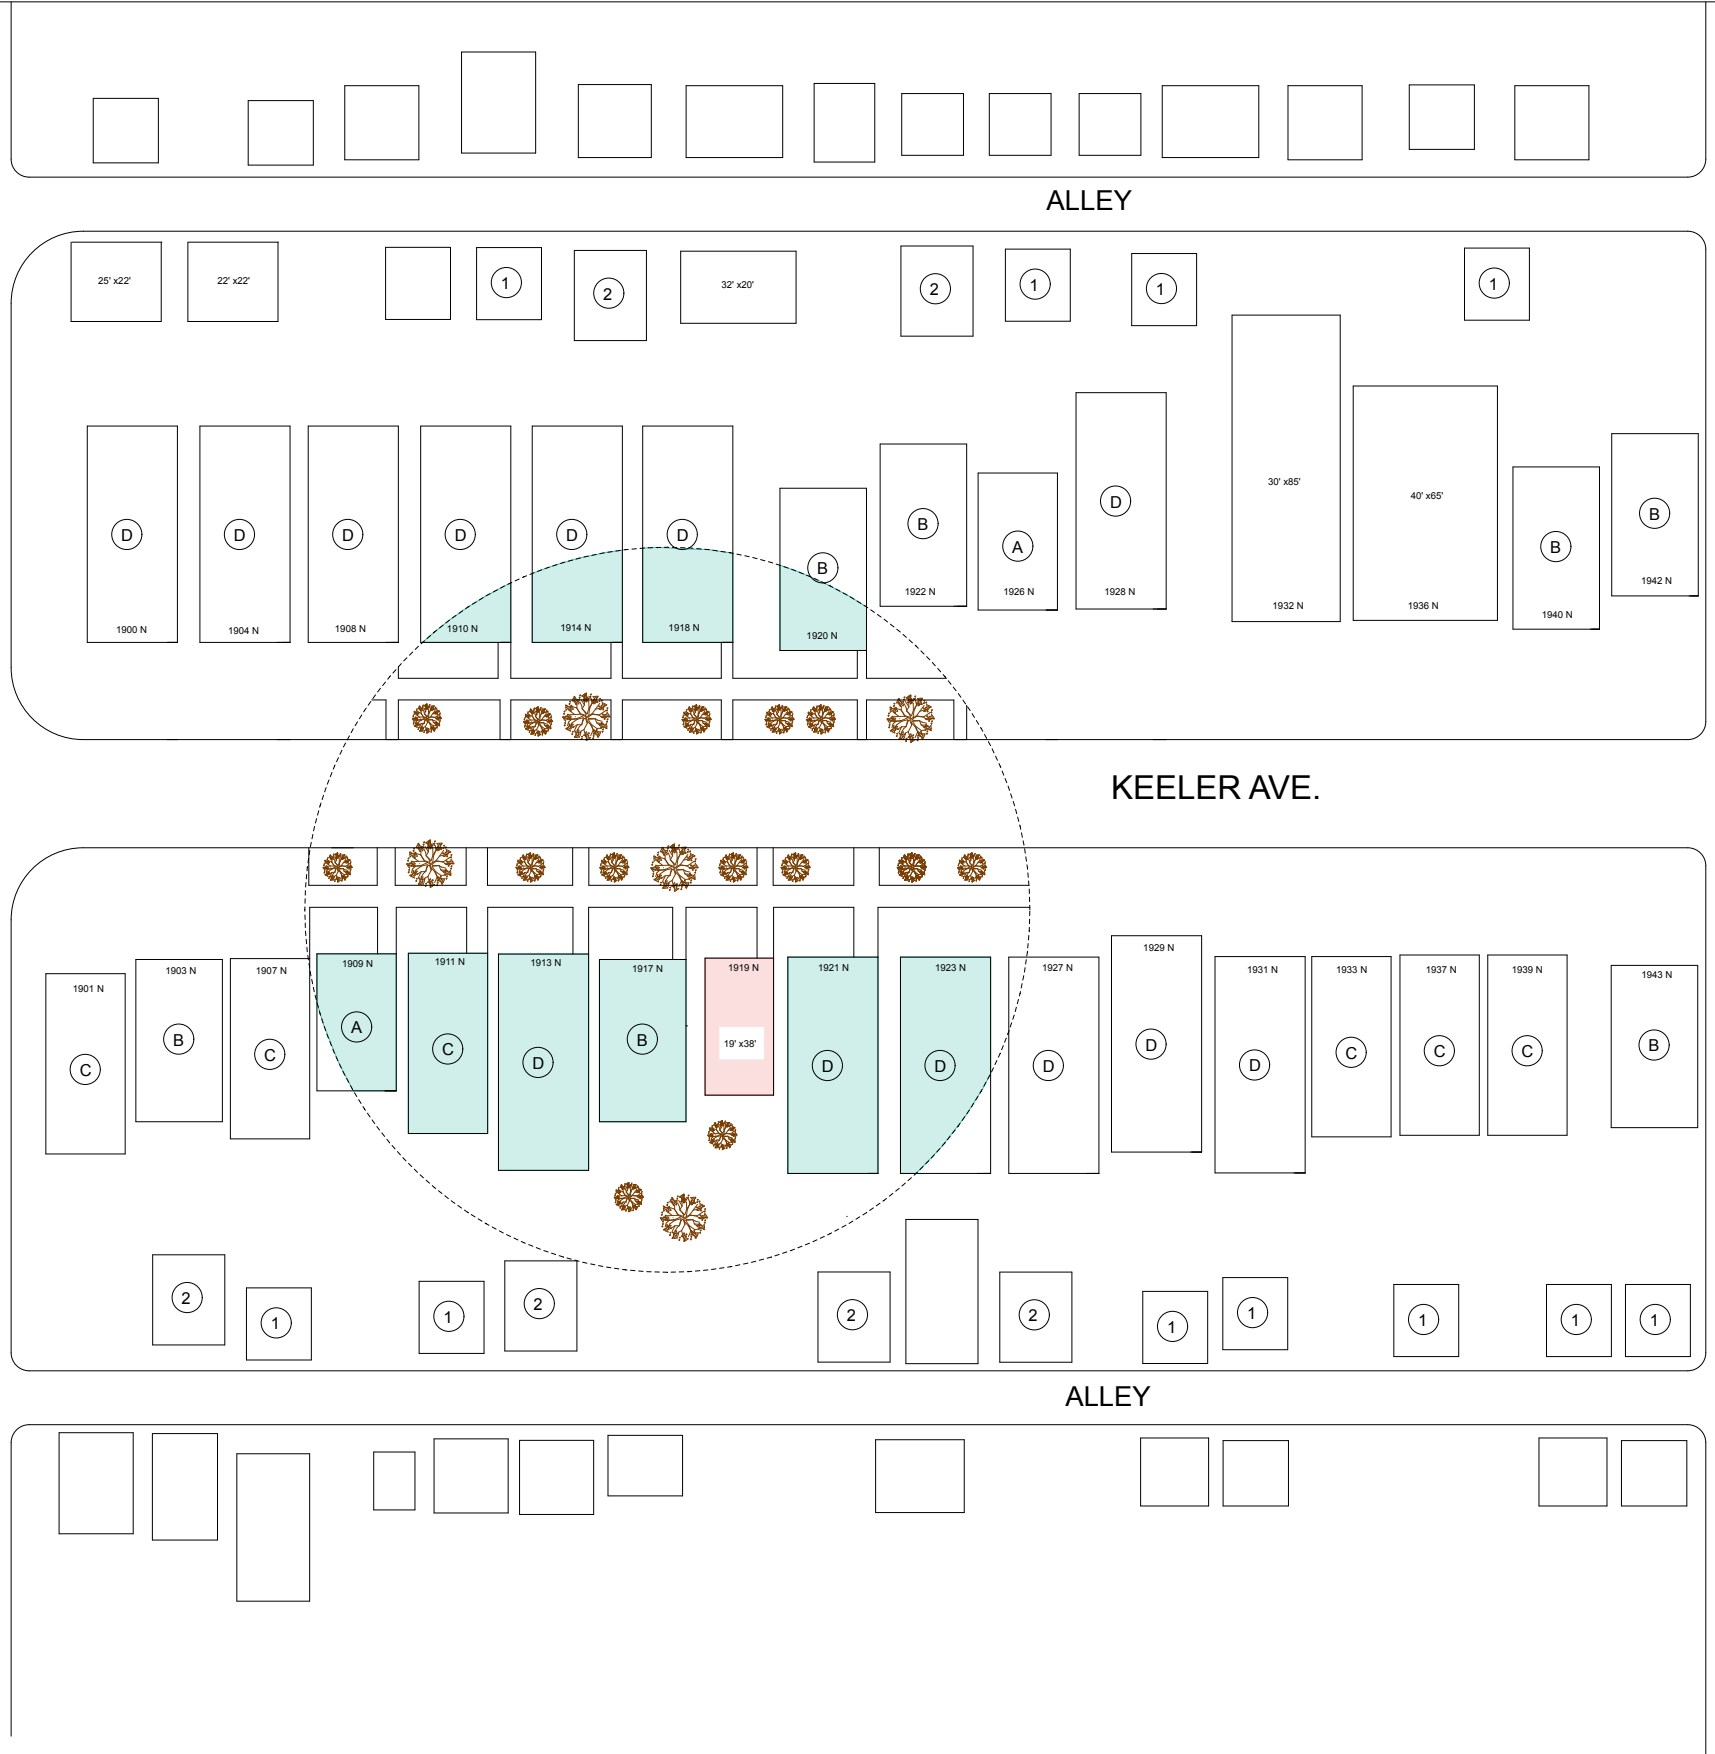 ALLEY
25' x22'
22' x22'
1
2
32' x20'
2
1
1
1
D
D
D
D
D
D
B
B
A
D
30' x85'
40' x65'
B
B
1900 N
1904 N
1908 N
1910 N
1914 N
1918 N
1920 N
1922 N
1926 N
1928 N
1932 N
1936 N
1940 N
1942 N
KEELER AVE.
1901 N
1903 N
1907 N
1909 N
1911 N
1913 N
1917 N
1919 N
1921 N
1923 N
1927 N
1929 N
1931 N
1933 N
1937 N
1939 N
1943 N
C
B
C
A
C
D
B
19' x38'
D
D
D
D
D
C
C
C
B
2
1
1
2
2
2
1
1
1
1
1
ALLEY